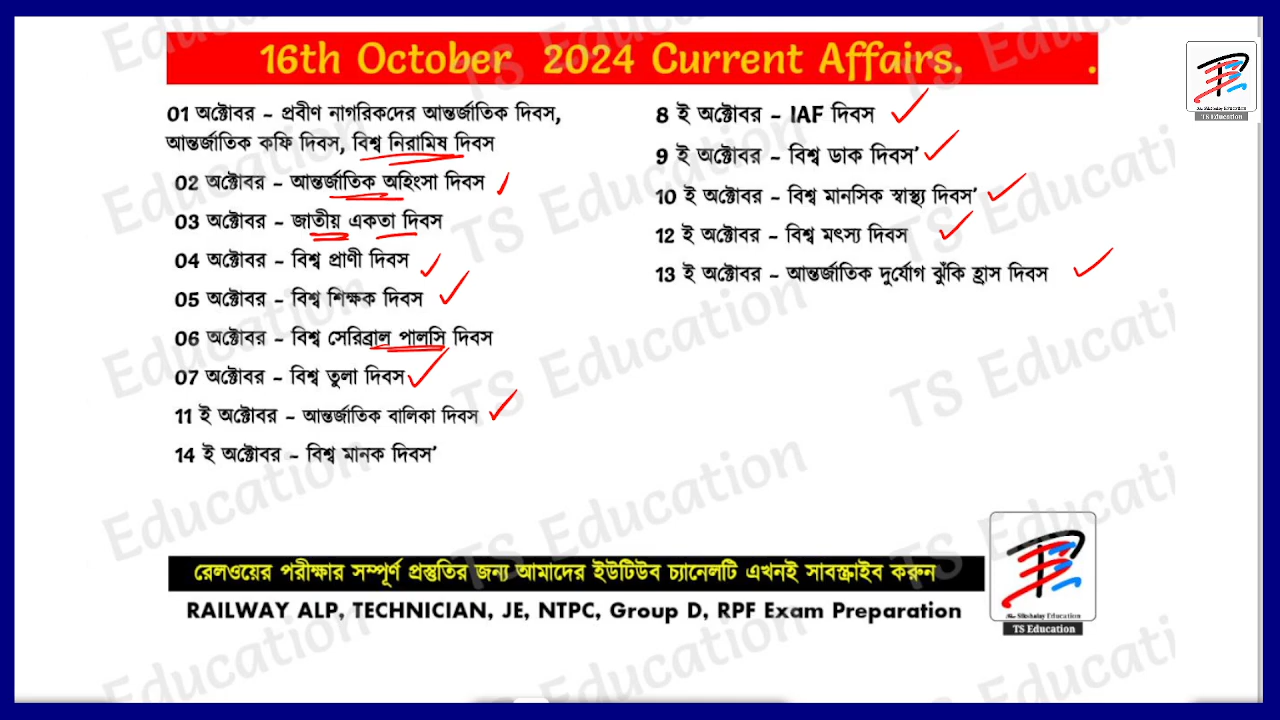 16th October 2024 Current Affairs. .
01 অক্টোবর - প্রবীণ নাগরিকদের আন্তর্জাতিক দিবস,
আন্তর্জাতিক কফি দিবস, বিশ্ব নিরামিষ দিবস
02 অক্টোবর - আন্তর্জাতিক অহিংসা দিবস
03 অক্টোবর - জাতীয় একতা দিবস
04 অক্টোবর - বিশ্ব প্রাণী দিবস
05 অক্টোবর - বিশ্ব শিক্ষক দিবস
06 অক্টোবর - বিশ্ব সেরিব্রাল পালসি দিবস
07 অক্টোবর - বিশ্ব তুলা দিবস
11 ই অক্টোবর - আন্তর্জাতিক বালিকা দিবস
14 ই অক্টোবর - বিশ্ব মানক দিবস'
8 ই অক্টোবর - IAF দিবস
9 ই অক্টোবর - বিশ্ব ডাক দিবস'
10 ই অক্টোবর - বিশ্ব মানসিক স্বাস্থ্য দিবস'
12 ই অক্টোবর - বিশ্ব মৎস্য দিবস
13 ই অক্টোবর - আন্তর্জাতিক দুর্যোগ ঝুঁকি হ্রাস দিবস
রেলওয়ের পরীক্ষার সম্পূর্ণ প্রস্তুতির জন্য আমাদের ইউটিউব চ্যানেলটি এখনই সাবস্ক্রাইব করুন
RAILWAY ALP, TECHNICIAN, JE, NTPC, Group D, RPF Exam Preparation
TS Education
TS Education